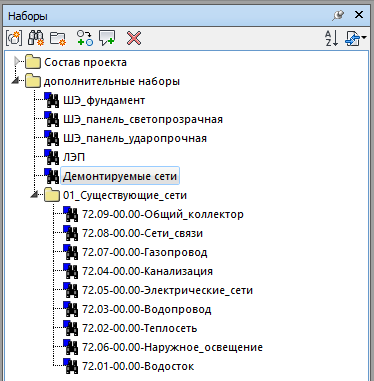 Наборы
Состав проекта
дополнительные наборы
ШЭ_фундамент
ШЭ_панель_светопрозрачная
ШЭ_панель_ударопрочная
ЛЭП
Демонтируемые сети
01_Существующие_сети
72.09-00.00-Общий_коллектор
72.08-00.00-Сети_связи
72.07-00.00-Газопровод
72.04-00.00-Канализация
72.05-00.00-Электрические_сети
72.03-00.00-Водопровод
72.02-00.00-Теплосеть
72.06-00.00-Наружное_освещение
72.01-00.00-Водосток